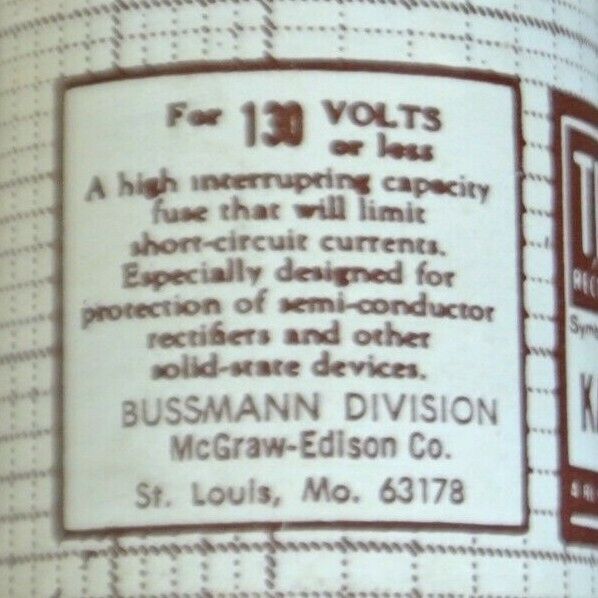 For 130 VOLTS
or less
A high interrupting capacity
fuse that will limit
short-circuit currents.
Especially designed for
protection of semi-conductor
rectifiers and other
solid-state devices.
BUSSMANN DIVISION
McGraw-Edison Co.
St. Louis, Mo. 63178